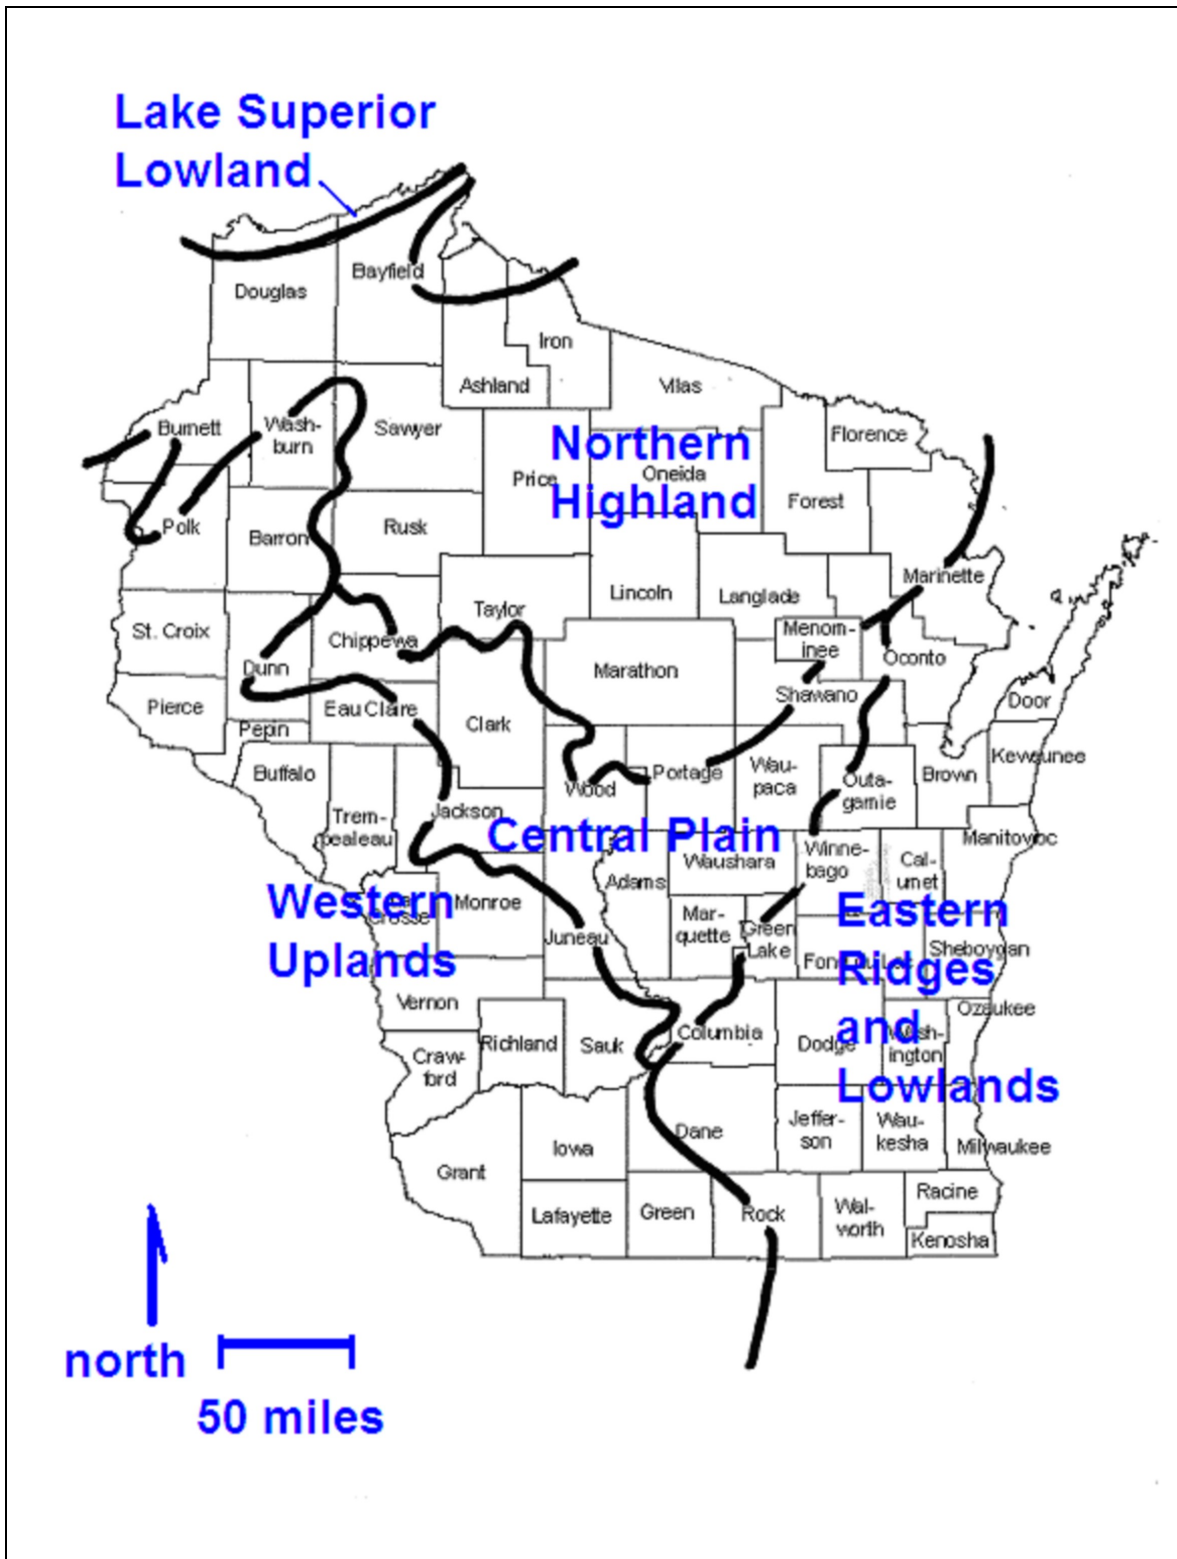 Lake Superior
Lowland
Bayfield
Douglas
Iron
Ashland
Vilas
Burnett
Wash-
burn
Sawyer
Northern
Highland
Florence
Price
Oneida
Forest
Polk
Barron
Rusk
Marinette
Lincoln
Langlade
Taylor
St. Croix
Chippewa
Menom-
inee
Oconto
Dunn
Marathon
Shawano
Door
Pierce
Eau Claire
Clark
Pepin
Buffalo
Wood
Portage
Wau-
paca
Outa-
gamie
Brown
Kewaunee
Trem-
pealeau
Jackson
Central Plain
Manitowoc
Waushara
Winne-
bago
Cal-
umet
Adams
Western
Uplands
Crosse
Monroe
Juneau
Mar-
quette
Green
Lake
Eastern
Ridges
and
Lowlands
Fond du Lac
Sheboygan
Vernon
Richland
Sauk
Columbia
Dodge
Wash-
ington
Ozaukee
Craw-
ford
Dane
Jeffer-
son
Wau-
kesha
Milwaukee
Iowa
Grant
Lafayette
Green
Rock
Wal-
worth
Racine
Kenosha
north
50 miles